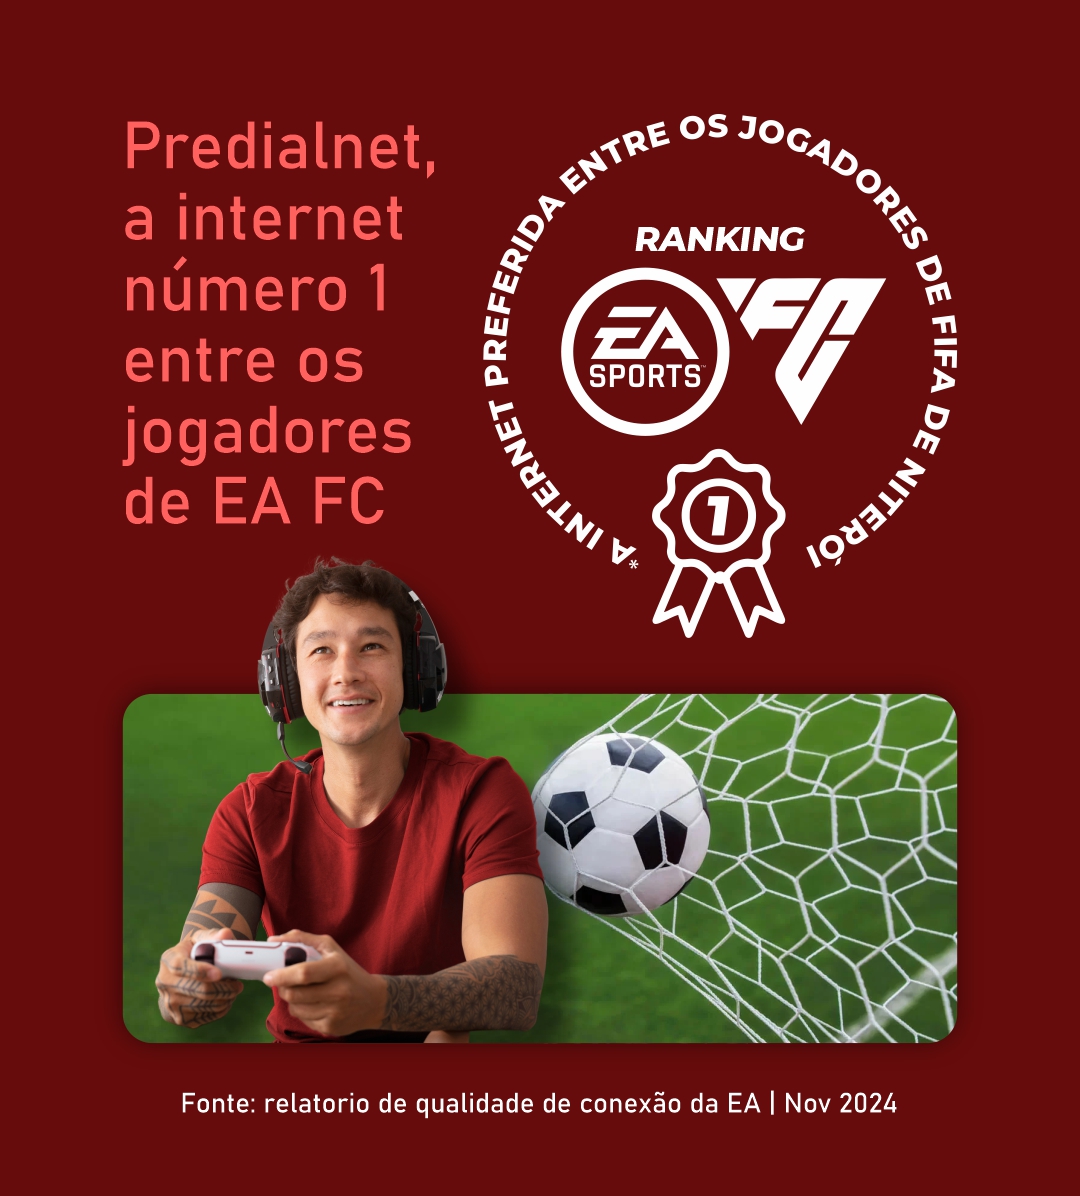 Predialnet,
a internet
número 1
entre os
jogadores
de EA FC
*A INTERNET PREFERIDA ENTRE OS JOGADORES DE FIFA DE NITERÓI
RANKING
EA
SPORTS™
FC
1
Fonte: relatorio de qualidade de conexão da EA | Nov 2024